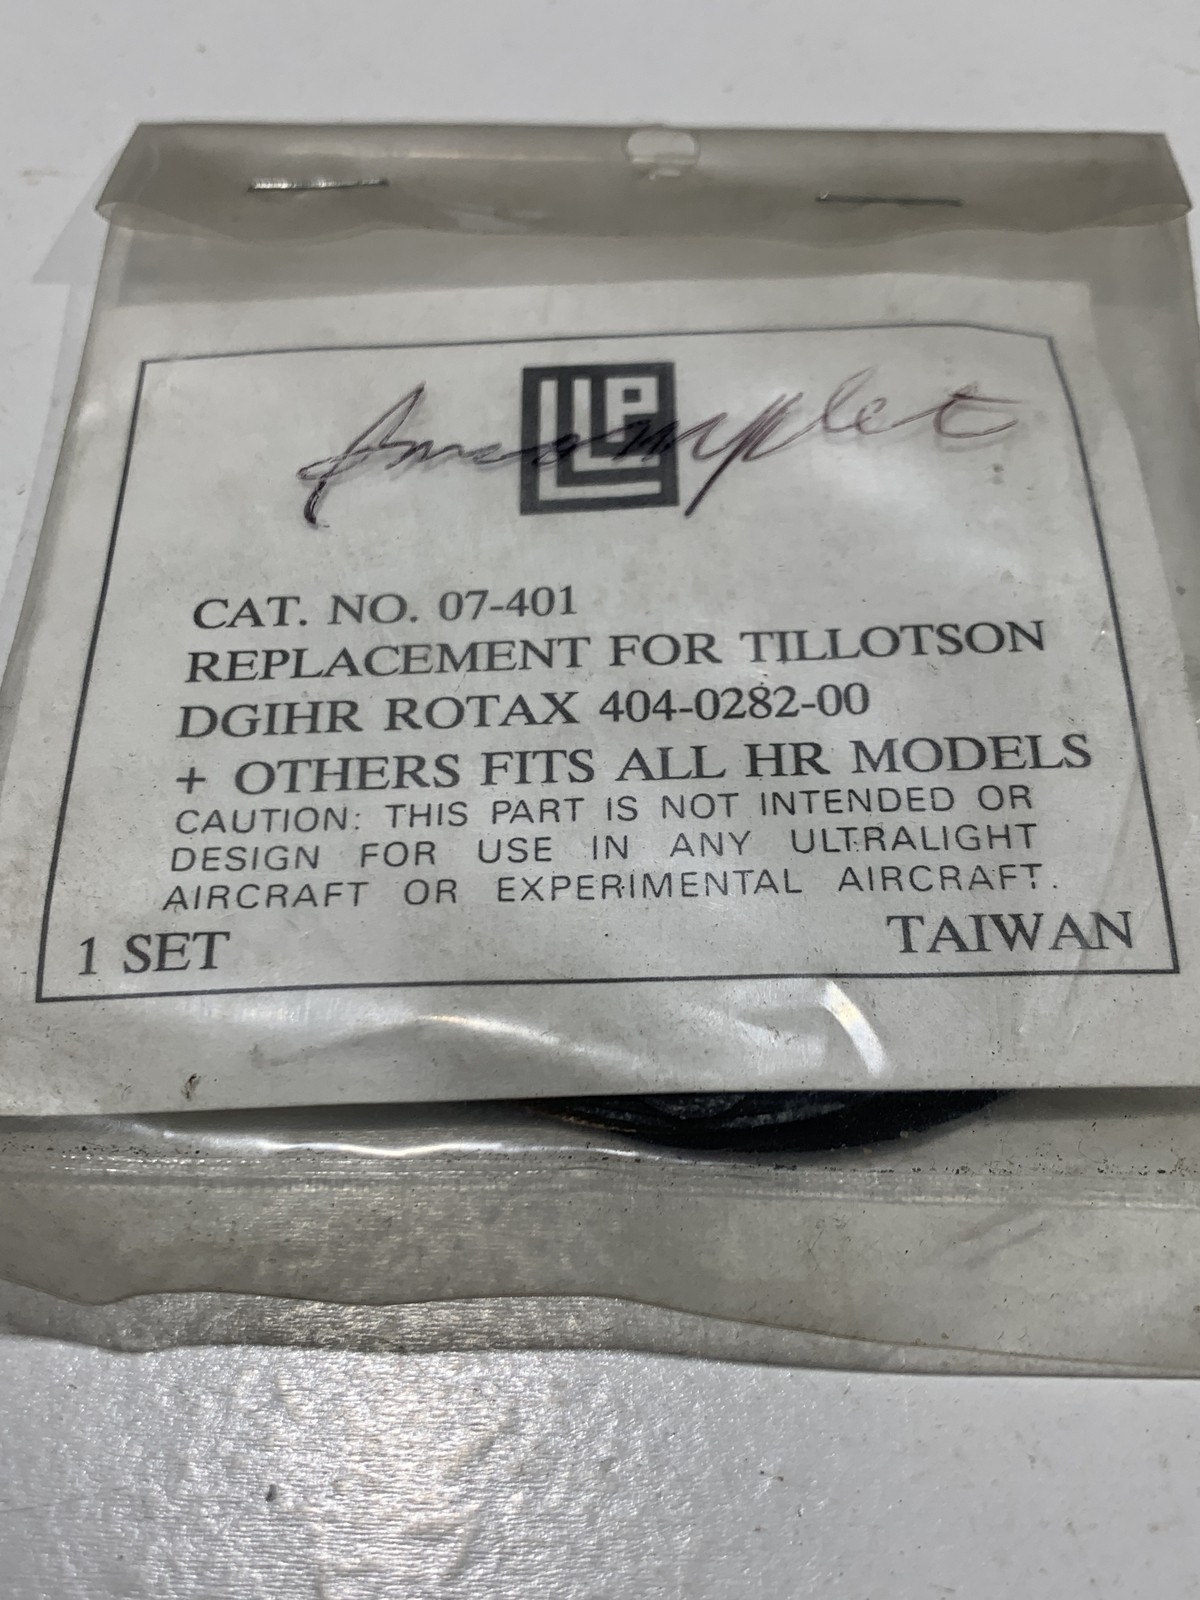 Incomplet
CAT. NO. 07-401
REPLACEMENT FOR TILLOTSON
DGIHR ROTAX 404-0282-00
+ OTHERS FITS ALL HR MODELS
CAUTION: THIS PART IS NOT INTENDED OR
DESIGN FOR USE IN ANY ULTRALIGHT
AIRCRAFT OR EXPERIMENTAL AIRCRAFT.
1 SET TAIWAN